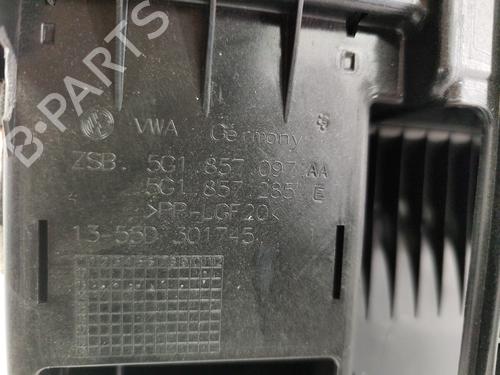 B-PARTS
VWA Germany
ZSB. 5G1 857 097 AA
5G1 857 285 E
>PP-LGF20<
13-55D 301745